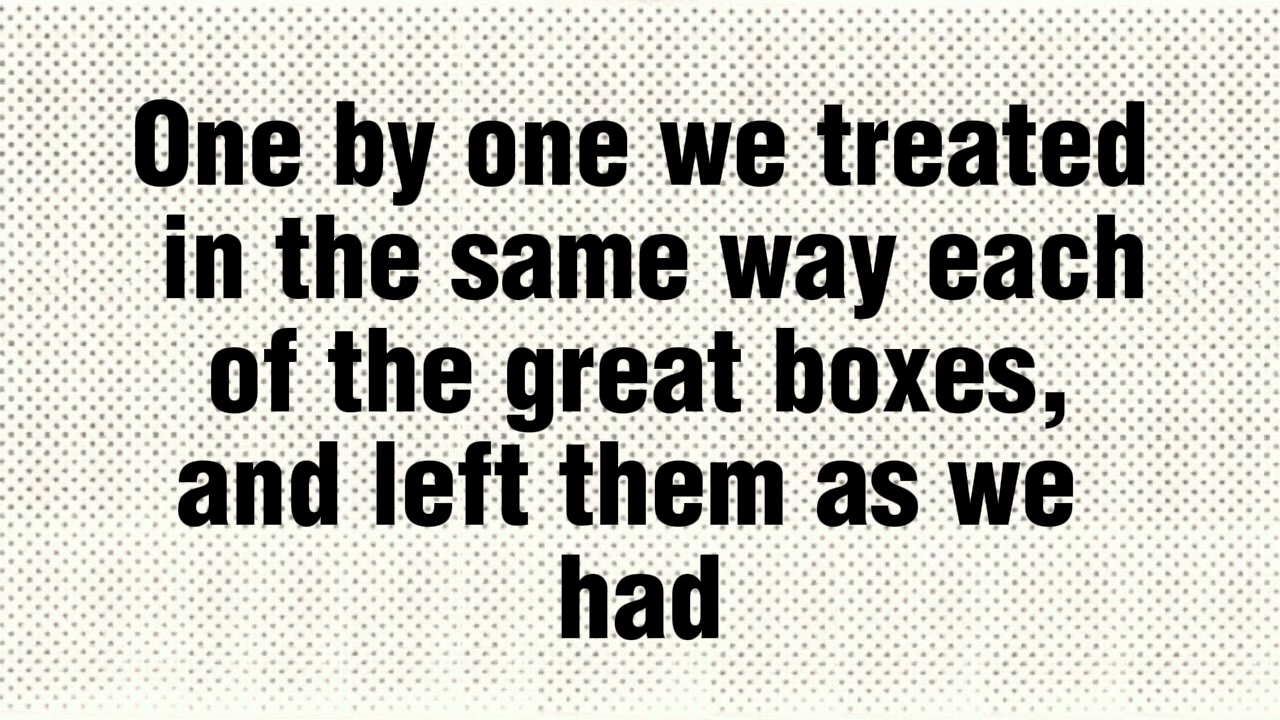 One by one we treated
in the same way each
of the great boxes,
and left them as we
had